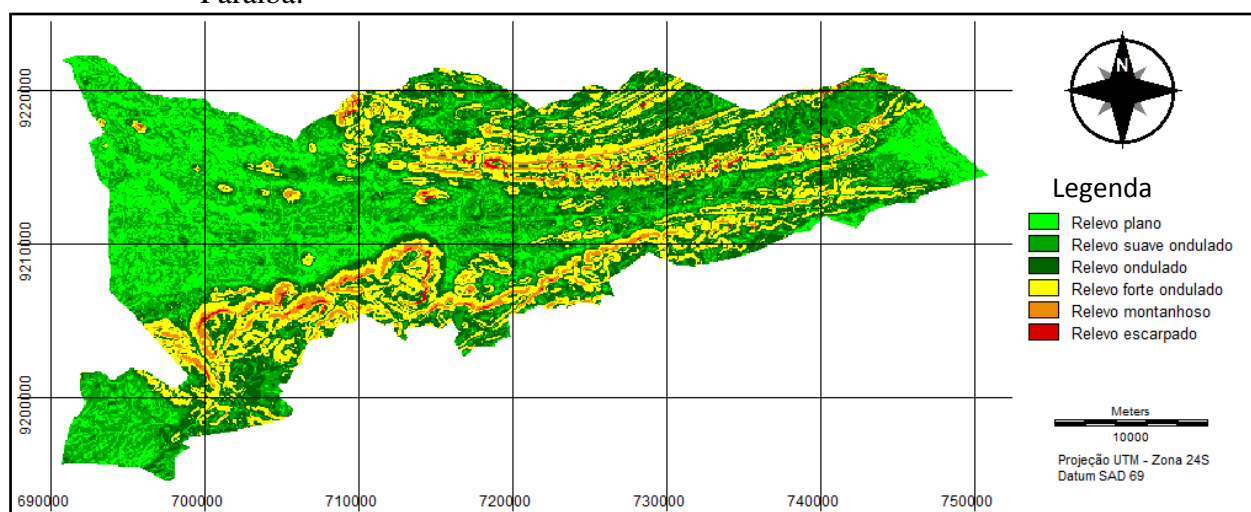 Paraíba.
N
9220000
9210000
9200000
690000 700000 710000 720000 730000 740000 750000
Legenda
Relevo plano
Relevo suave ondulado
Relevo ondulado
Relevo forte ondulado
Relevo montanhoso
Relevo escarpado
Meters
10000
Projeção UTM - Zona 24S
Datum SAD 69